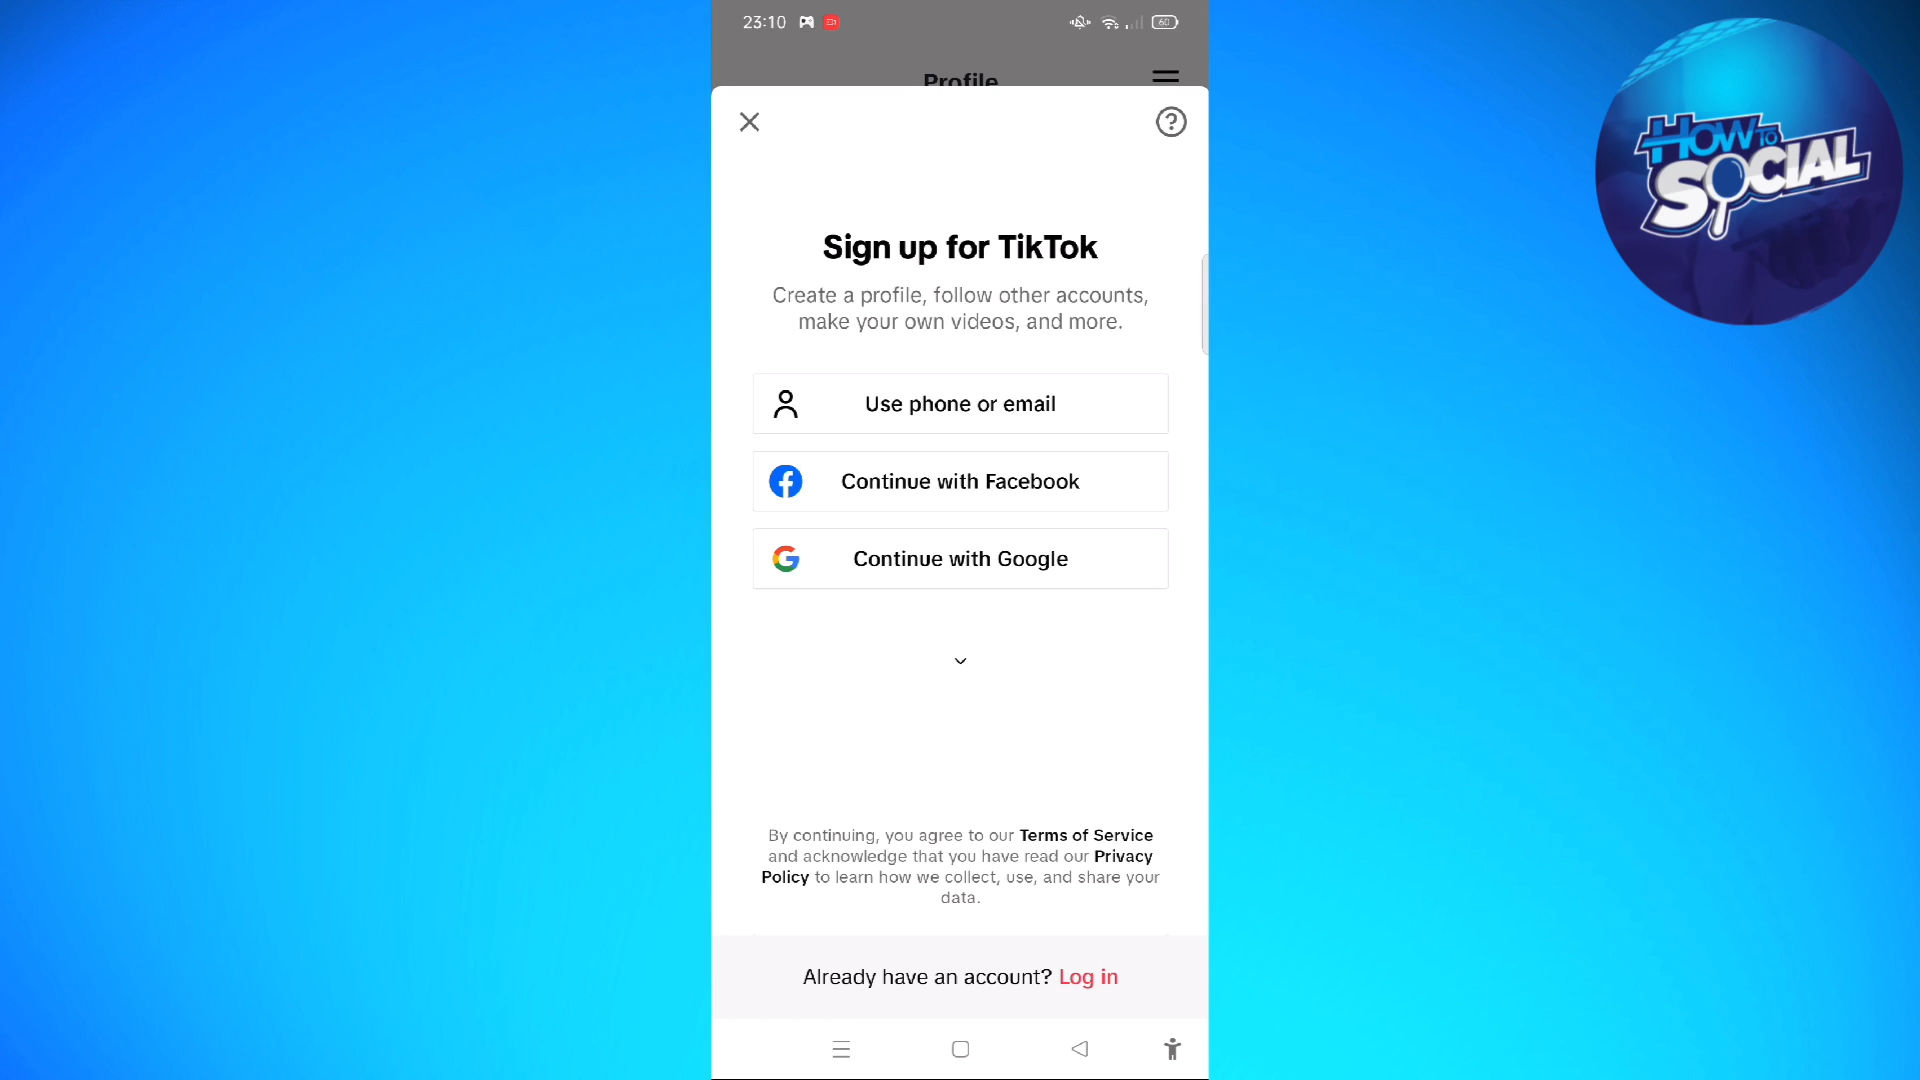 23:10
60
Profile
HOW TO
SOCIAL
Sign up for TikTok
Create a profile, follow other accounts,
make your own videos, and more.
Use phone or email
Continue with Facebook
Continue with Google
By continuing, you agree to our Terms of Service
and acknowledge that you have read our Privacy
Policy to learn how we collect, use, and share your
data.
Already have an account? Log in